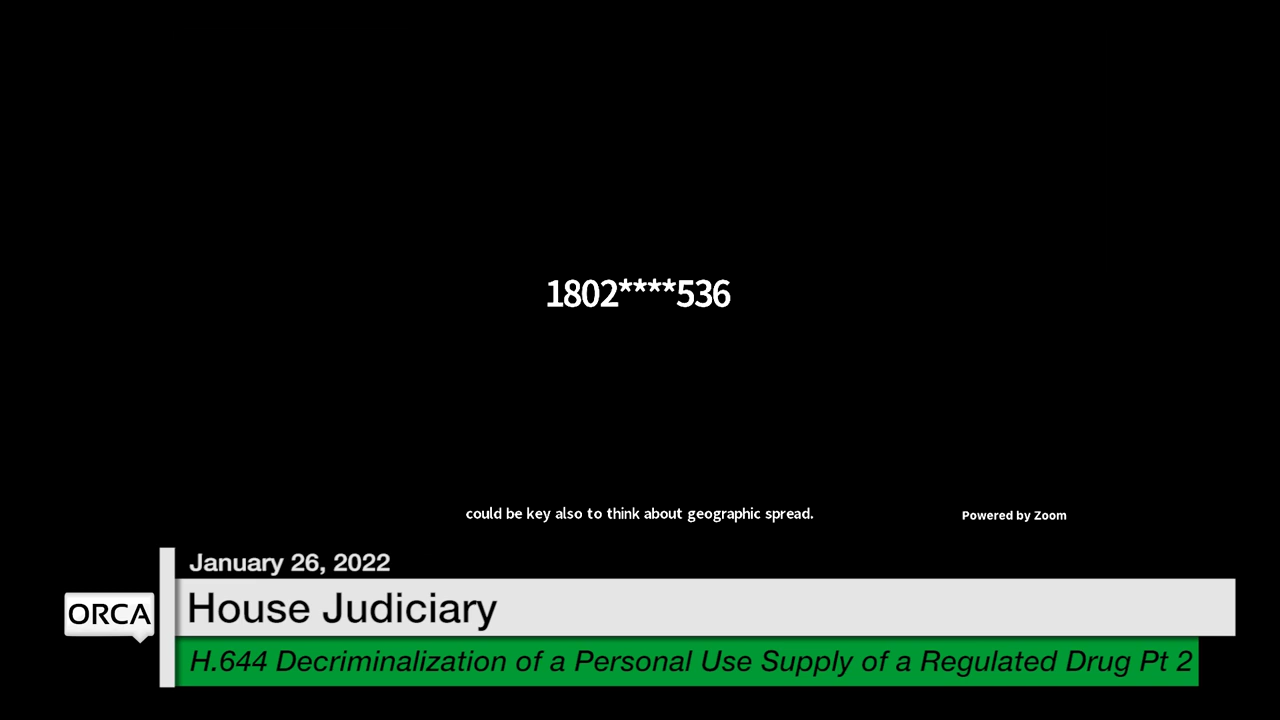 1802****536
could be key also to think about geographic spread.
Powered by Zoom
January 26, 2022
ORCA
House Judiciary
H.644 Decriminalization of a Personal Use Supply of a Regulated Drug Pt 2